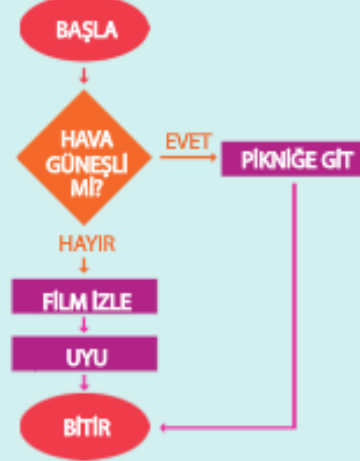 BAŞLA
HAVA
GÜNEŞLİ
Mİ?
EVET
PİKNİĞE GİT
HAYIR
FİLM İZLE
UYU
BİTİR